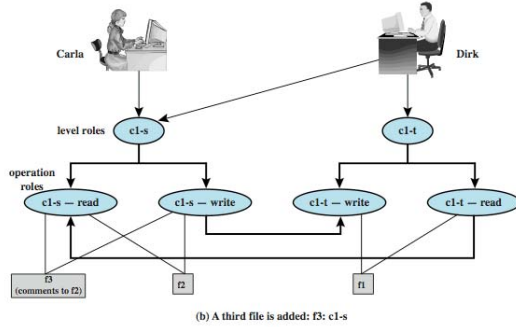 Carla
Dirk
level roles
c1-s
c1-t
operation
roles
c1-s — read
c1-s — write
c1-t — write
c1-t — read
f3
(comments to f2)
f2
f1
(b) A third file is added: f3: c1-s